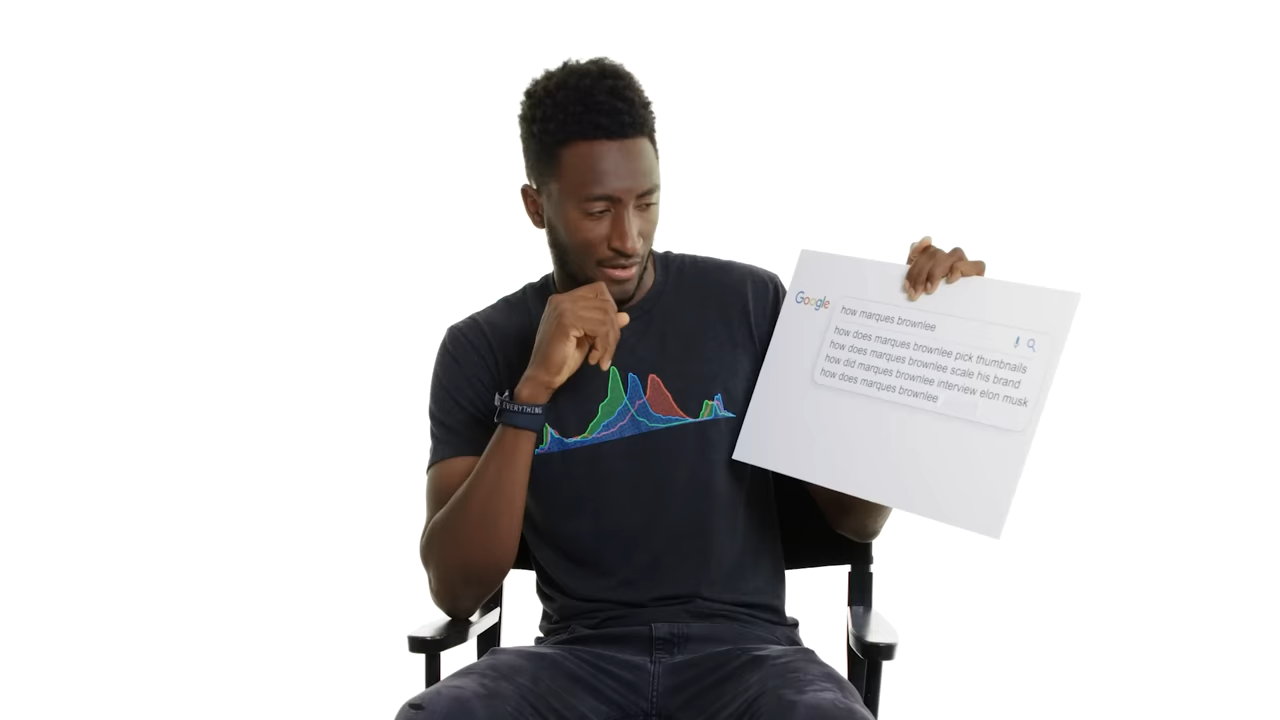 Google
how marques brownlee
how does marques brownlee pick thumbnails
how does marques brownlee scale his brand
how did marques brownlee interview elon musk
how does marques brownlee
EVERYTHING